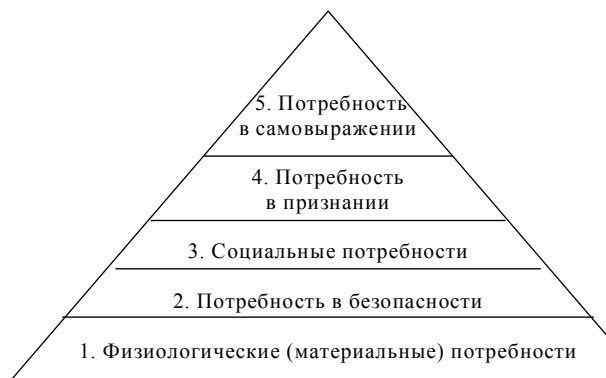 5. Потребность
в самовыражении
4. Потребность
в признании
3. Социальные потребности
2. Потребность в безопасности
1. Физиологические (материальные) потребности